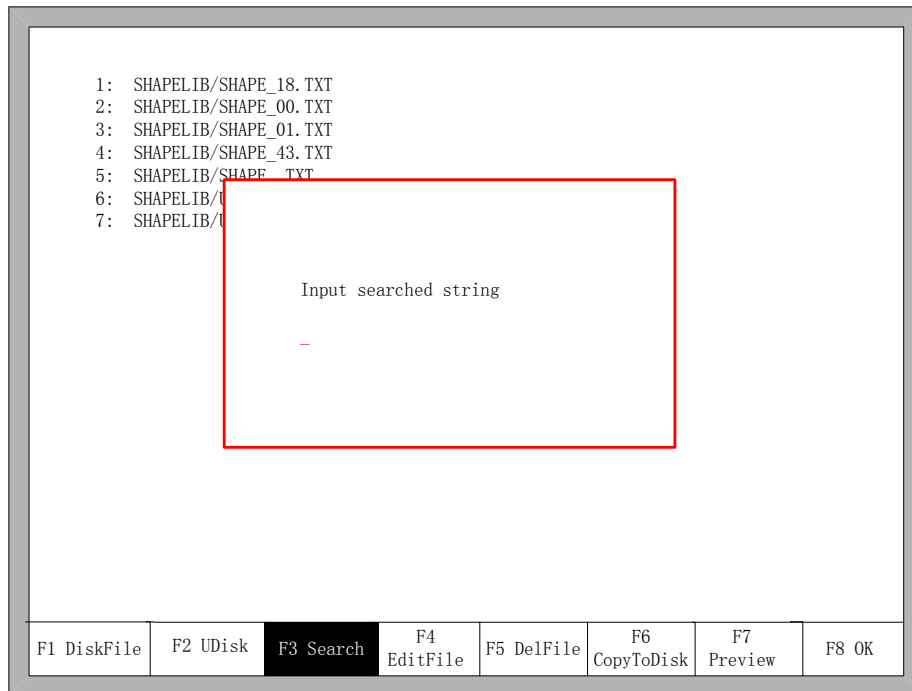 1: SHAPELIB/SHAPE_18.TXT
2: SHAPELIB/SHAPE_00.TXT
3: SHAPELIB/SHAPE_01.TXT
4: SHAPELIB/SHAPE_43.TXT
5: SHAPELIB/SHAPE__.TXT
6: SHAPELIB/U
7: SHAPELIB/U
Input searched string
_
F1 DiskFile F2 UDisk F3 Search F4 EditFile F5 DelFile F6 CopyToDisk F7 Preview F8 OK